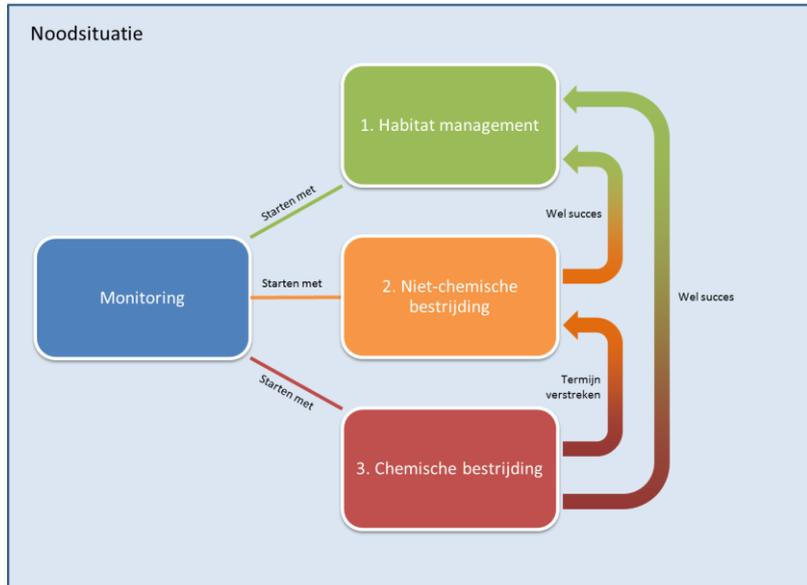 Noodsituatie
1. Habitat management
Starten met
Wel succes
Monitoring
Starten met
2. Niet-chemische
bestrijding
Wel succes
Starten met
Termijn
verstreken
3. Chemische bestrijding